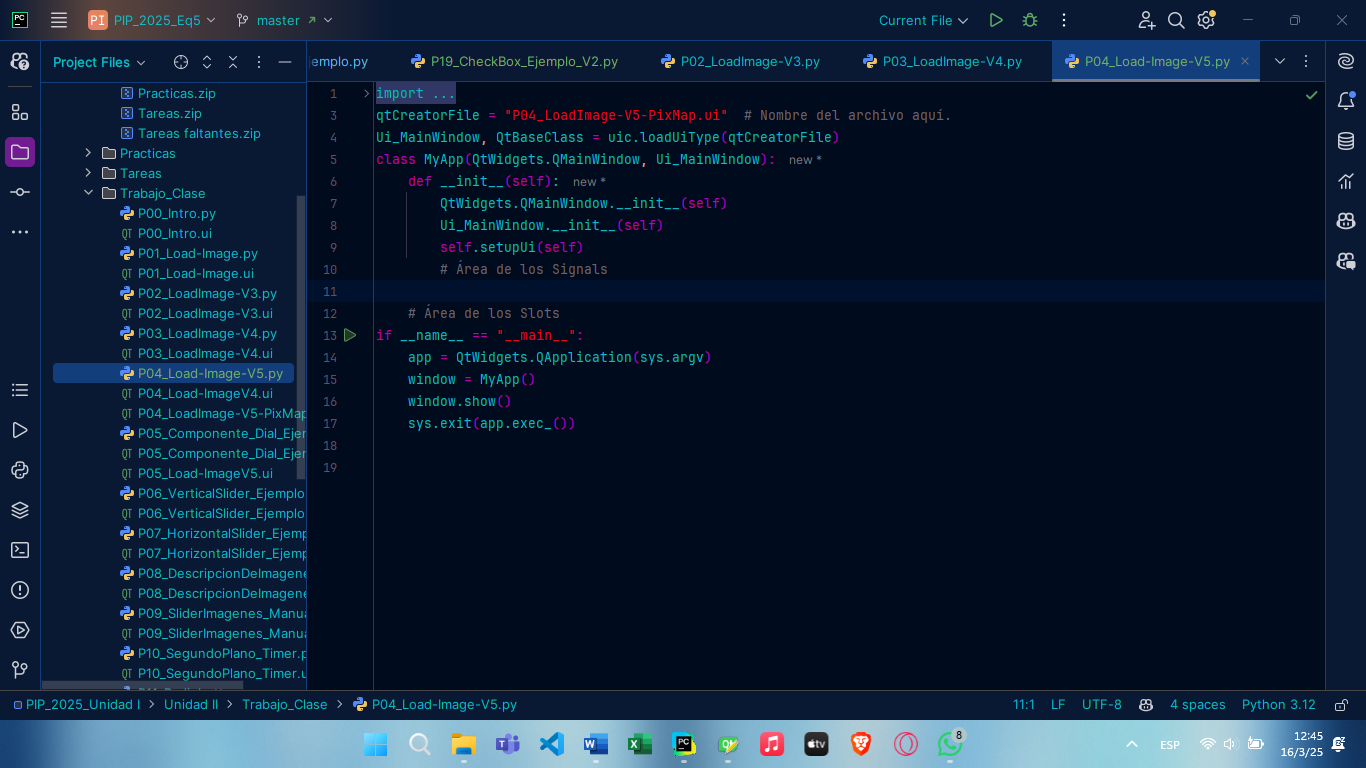 PC
PI PIP_2025_Eq5
master
Current File
Project Files
emplo.py
P19_CheckBox_Ejemplo_V2.py
P02_LoadImage-V3.py
P03_LoadImage-V4.py
P04_Load-Image-V5.py
Practicas.zip
Tareas.zip
Tareas faltantes.zip
Practicas
Tareas
Trabajo_Clase
P00_Intro.py
P00_Intro.ui
P01_Load-Image.py
P01_Load-Image.ui
P02_LoadImage-V3.py
P02_LoadImage-V3.ui
P03_LoadImage-V4.py
P03_LoadImage-V4.ui
P04_Load-Image-V5.py
P04_Load-ImageV4.ui
P04_LoadImage-V5-PixMap
P05_Componente_Dial_Ejer
P05_Componente_Dial_Ejer
P05_Load-ImageV5.ui
P06_VerticalSlider_Ejemplo
P06_VerticalSlider_Ejemplo
P07_HorizontalSlider_Ejemp
P07_HorizontalSlider_Ejemp
P08_DescripcionDeImagene
P08_DescripcionDeImagene
P09_SliderImagenes_Manua
P09_SliderImagenes_Manua
P10_SegundoPlano_Timer.p
P10_SegundoPlano_Timer.u
1 import ...
3 qtCreatorFile = "P04_LoadImage-V5-PixMap.ui"  # Nombre del archivo aquí.
4 Ui_MainWindow, QtBaseClass = uic.loadUiType(qtCreatorFile)
5 class MyApp(QtWidgets.QMainWindow, Ui_MainWindow): new *
6 def __init__(self): new *
7 QtWidgets.QMainWindow.__init__(self)
8 Ui_MainWindow.__init__(self)
9 self.setupUi(self)
10 # Área de los Signals
11
12 # Área de los Slots
13 if __name__ == "__main__":
14 app = QtWidgets.QApplication(sys.argv)
15 window = MyApp()
16 window.show()
17 sys.exit(app.exec_())
18
19
PIP_2025_Unidad I > Unidad II > Trabajo_Clase > P04_Load-Image-V5.py
11:1 LF UTF-8 4 spaces Python 3.12
8
ESP
12:45
16/3/25